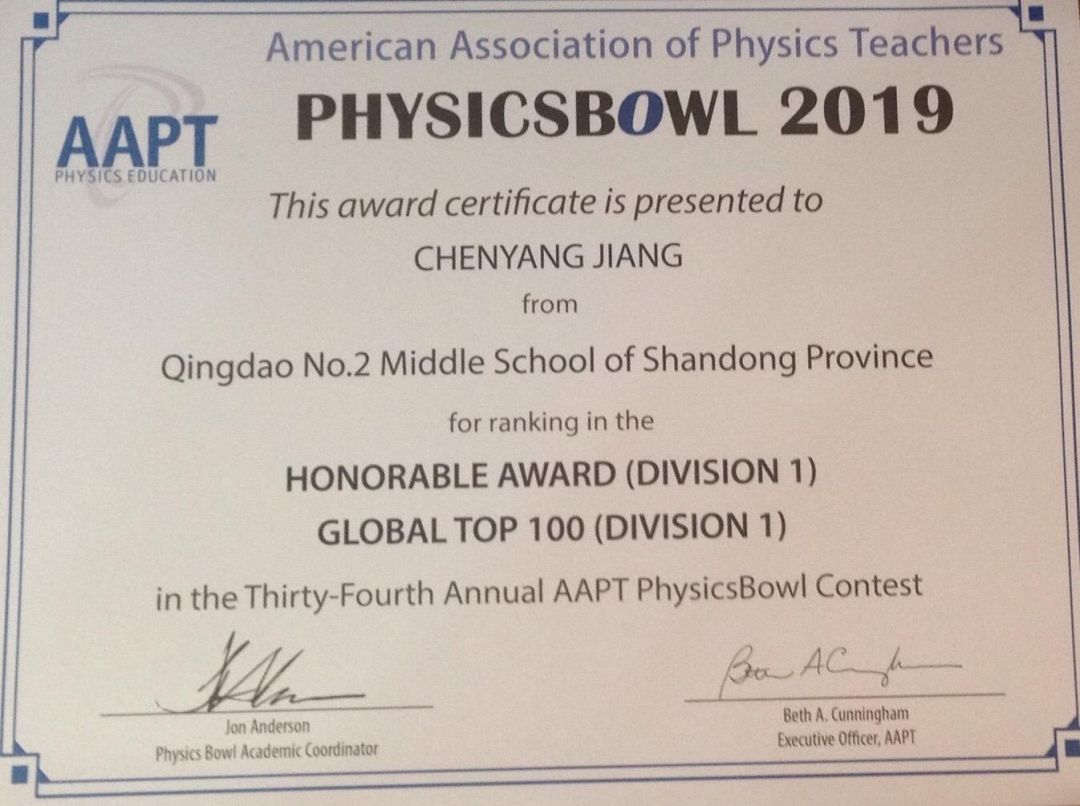 American Association of Physics Teachers
AAPT
PHYSICS EDUCATION
PHYSICSBOWL 2019
This award certificate is presented to
CHENYANG JIANG
from
Qingdao No.2 Middle School of Shandong Province
for ranking in the
HONORABLE AWARD (DIVISION 1)
GLOBAL TOP 100 (DIVISION 1)
in the Thirty-Fourth Annual AAPT PhysicsBowl Contest
Jon Anderson
Physics Bowl Academic Coordinator
Beth A. Cunningham
Executive Officer, AAPT